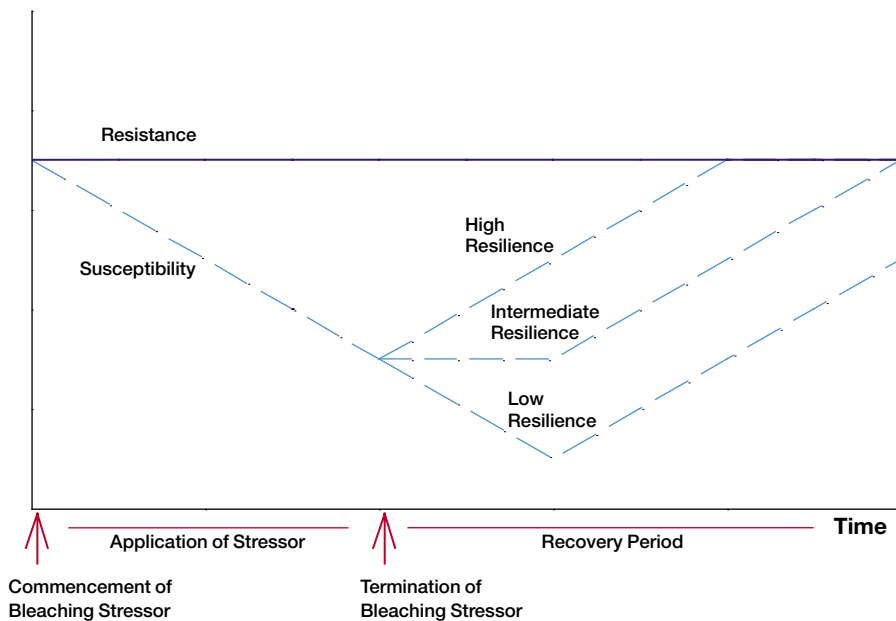 Resistance
High
Resilience
Susceptibility
Intermediate
Resilience
Low
Resilience
Time
Application of Stressor
Recovery Period
Commencement of
Bleaching Stressor
Termination of
Bleaching Stressor